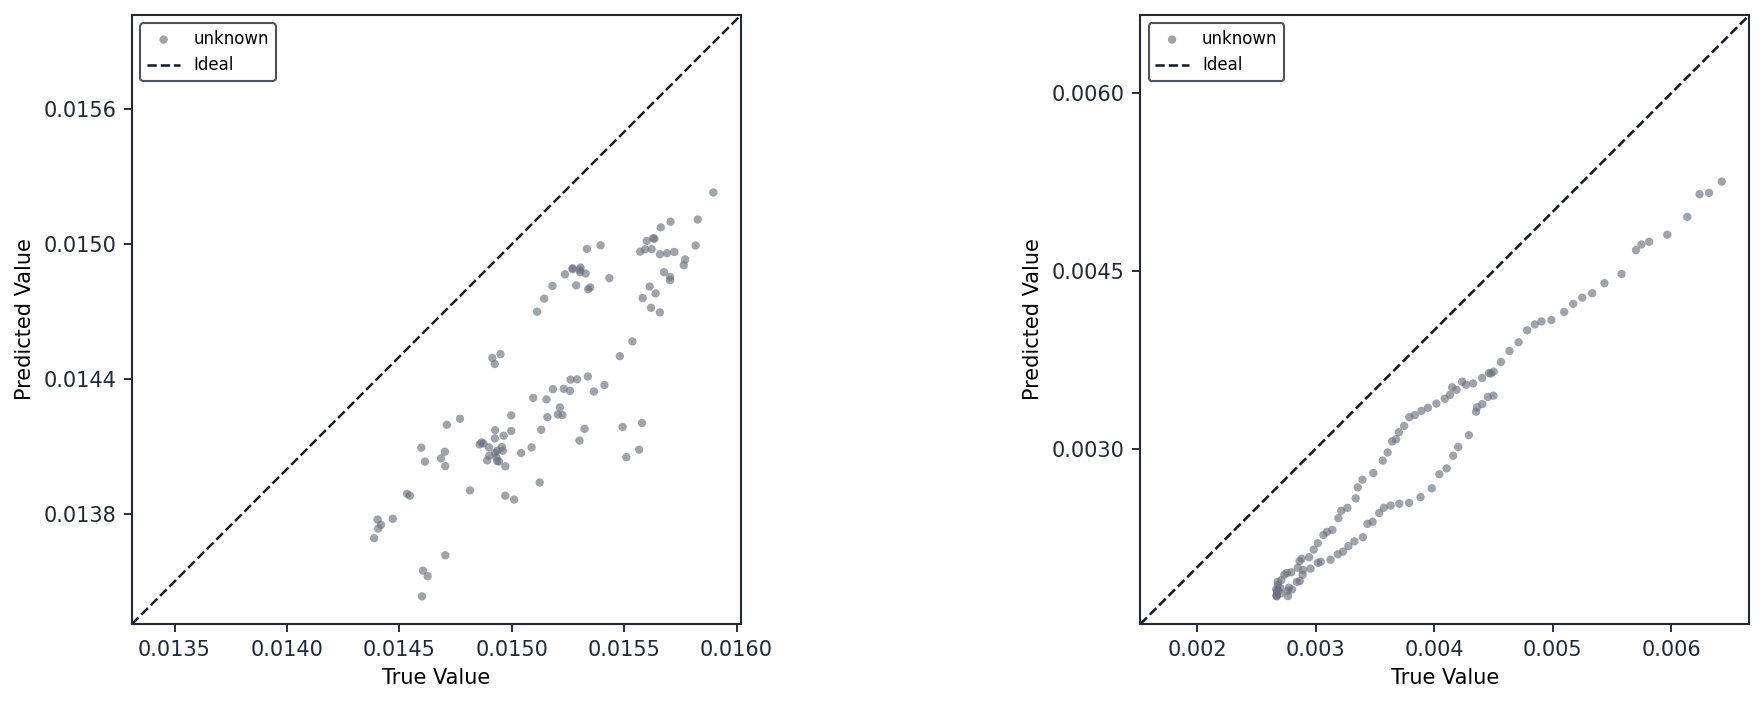 unknown
Ideal
0.0156
0.0150
0.0144
0.0138
Predicted Value
0.0135
0.0140
0.0145
0.0150
0.0155
0.0160
True Value
unknown
Ideal
0.0060
0.0045
0.0030
Predicted Value
0.002
0.003
0.004
0.005
0.006
True Value